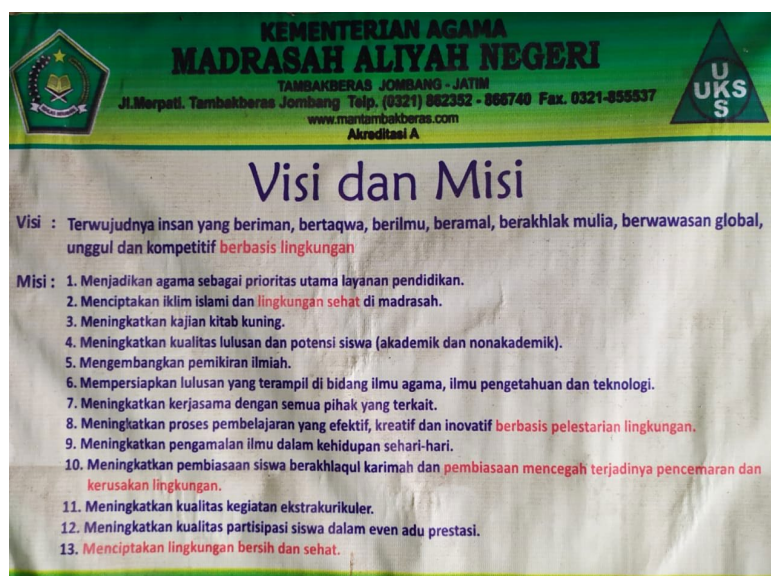 KEMENTERIAN AGAMA
MADRASAH ALIYAH NEGERI
TAMBAKBERAS JOMBANG - JATIM
Jl.Merpati. Tambakberas Jombang Telp. (0321) 862352 - 866740 Fax. 0321-855537
www.mantambakberas.com
Akreditasi A
U
UKS
S
Visi dan Misi
Visi : Terwujudnya insan yang beriman, bertaqwa, berilmu, beramal, berakhlak mulia, berwawasan global,
unggul dan kompetitif berbasis lingkungan
Misi : 1. Menjadikan agama sebagai prioritas utama layanan pendidikan.
2. Menciptakan iklim islami dan lingkungan sehat di madrasah.
3. Meningkatkan kajian kitab kuning.
4. Meningkatkan kualitas lulusan dan potensi siswa (akademik dan nonakademik).
5. Mengembangkan pemikiran ilmiah.
6. Mempersiapkan lulusan yang terampil di bidang ilmu agama, ilmu pengetahuan dan teknologi.
7. Meningkatkan kerjasama dengan semua pihak yang terkait.
8. Meningkatkan proses pembelajaran yang efektif, kreatif dan inovatif berbasis pelestarian lingkungan.
9. Meningkatkan pengamalan ilmu dalam kehidupan sehari-hari.
10. Meningkatkan pembiasaan siswa berakhlaqul karimah dan pembiasaan mencegah terjadinya pencemaran dan
kerusakan lingkungan.
11. Meningkatkan kualitas kegiatan ekstrakurikuler.
12. Meningkatkan kualitas partisipasi siswa dalam even adu prestasi.
13. Menciptakan lingkungan bersih dan sehat.